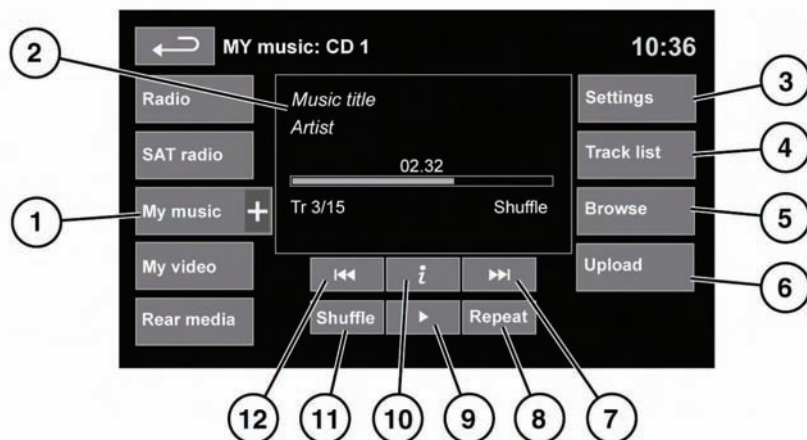 MY music: CD 1
10:36
Radio
SAT radio
My music +
My video
Rear media
Music title
Artist
02.32
Tr 3/15
Shuffle
i
Shuffle
Repeat
Settings
Track list
Browse
Upload
1
2
3
4
5
6
7
8
9
10
11
12